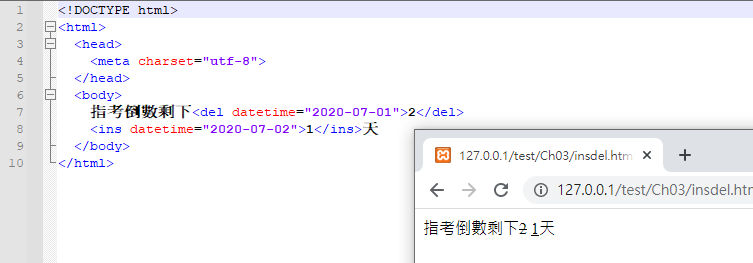 1 <!DOCTYPE html>
2 <html>
3 <head>
4 <meta charset="utf-8">
5 </head>
6 <body>
7 指考倒數剩下<del datetime="2020-07-01">2</del>
8 <ins datetime="2020-07-02">1</ins>天
9 </body>
10 </html>
127.0.0.1/test/Ch03/insdel.htm
127.0.0.1/test/Ch03/insdel.htm
指考倒數剩下2 1天